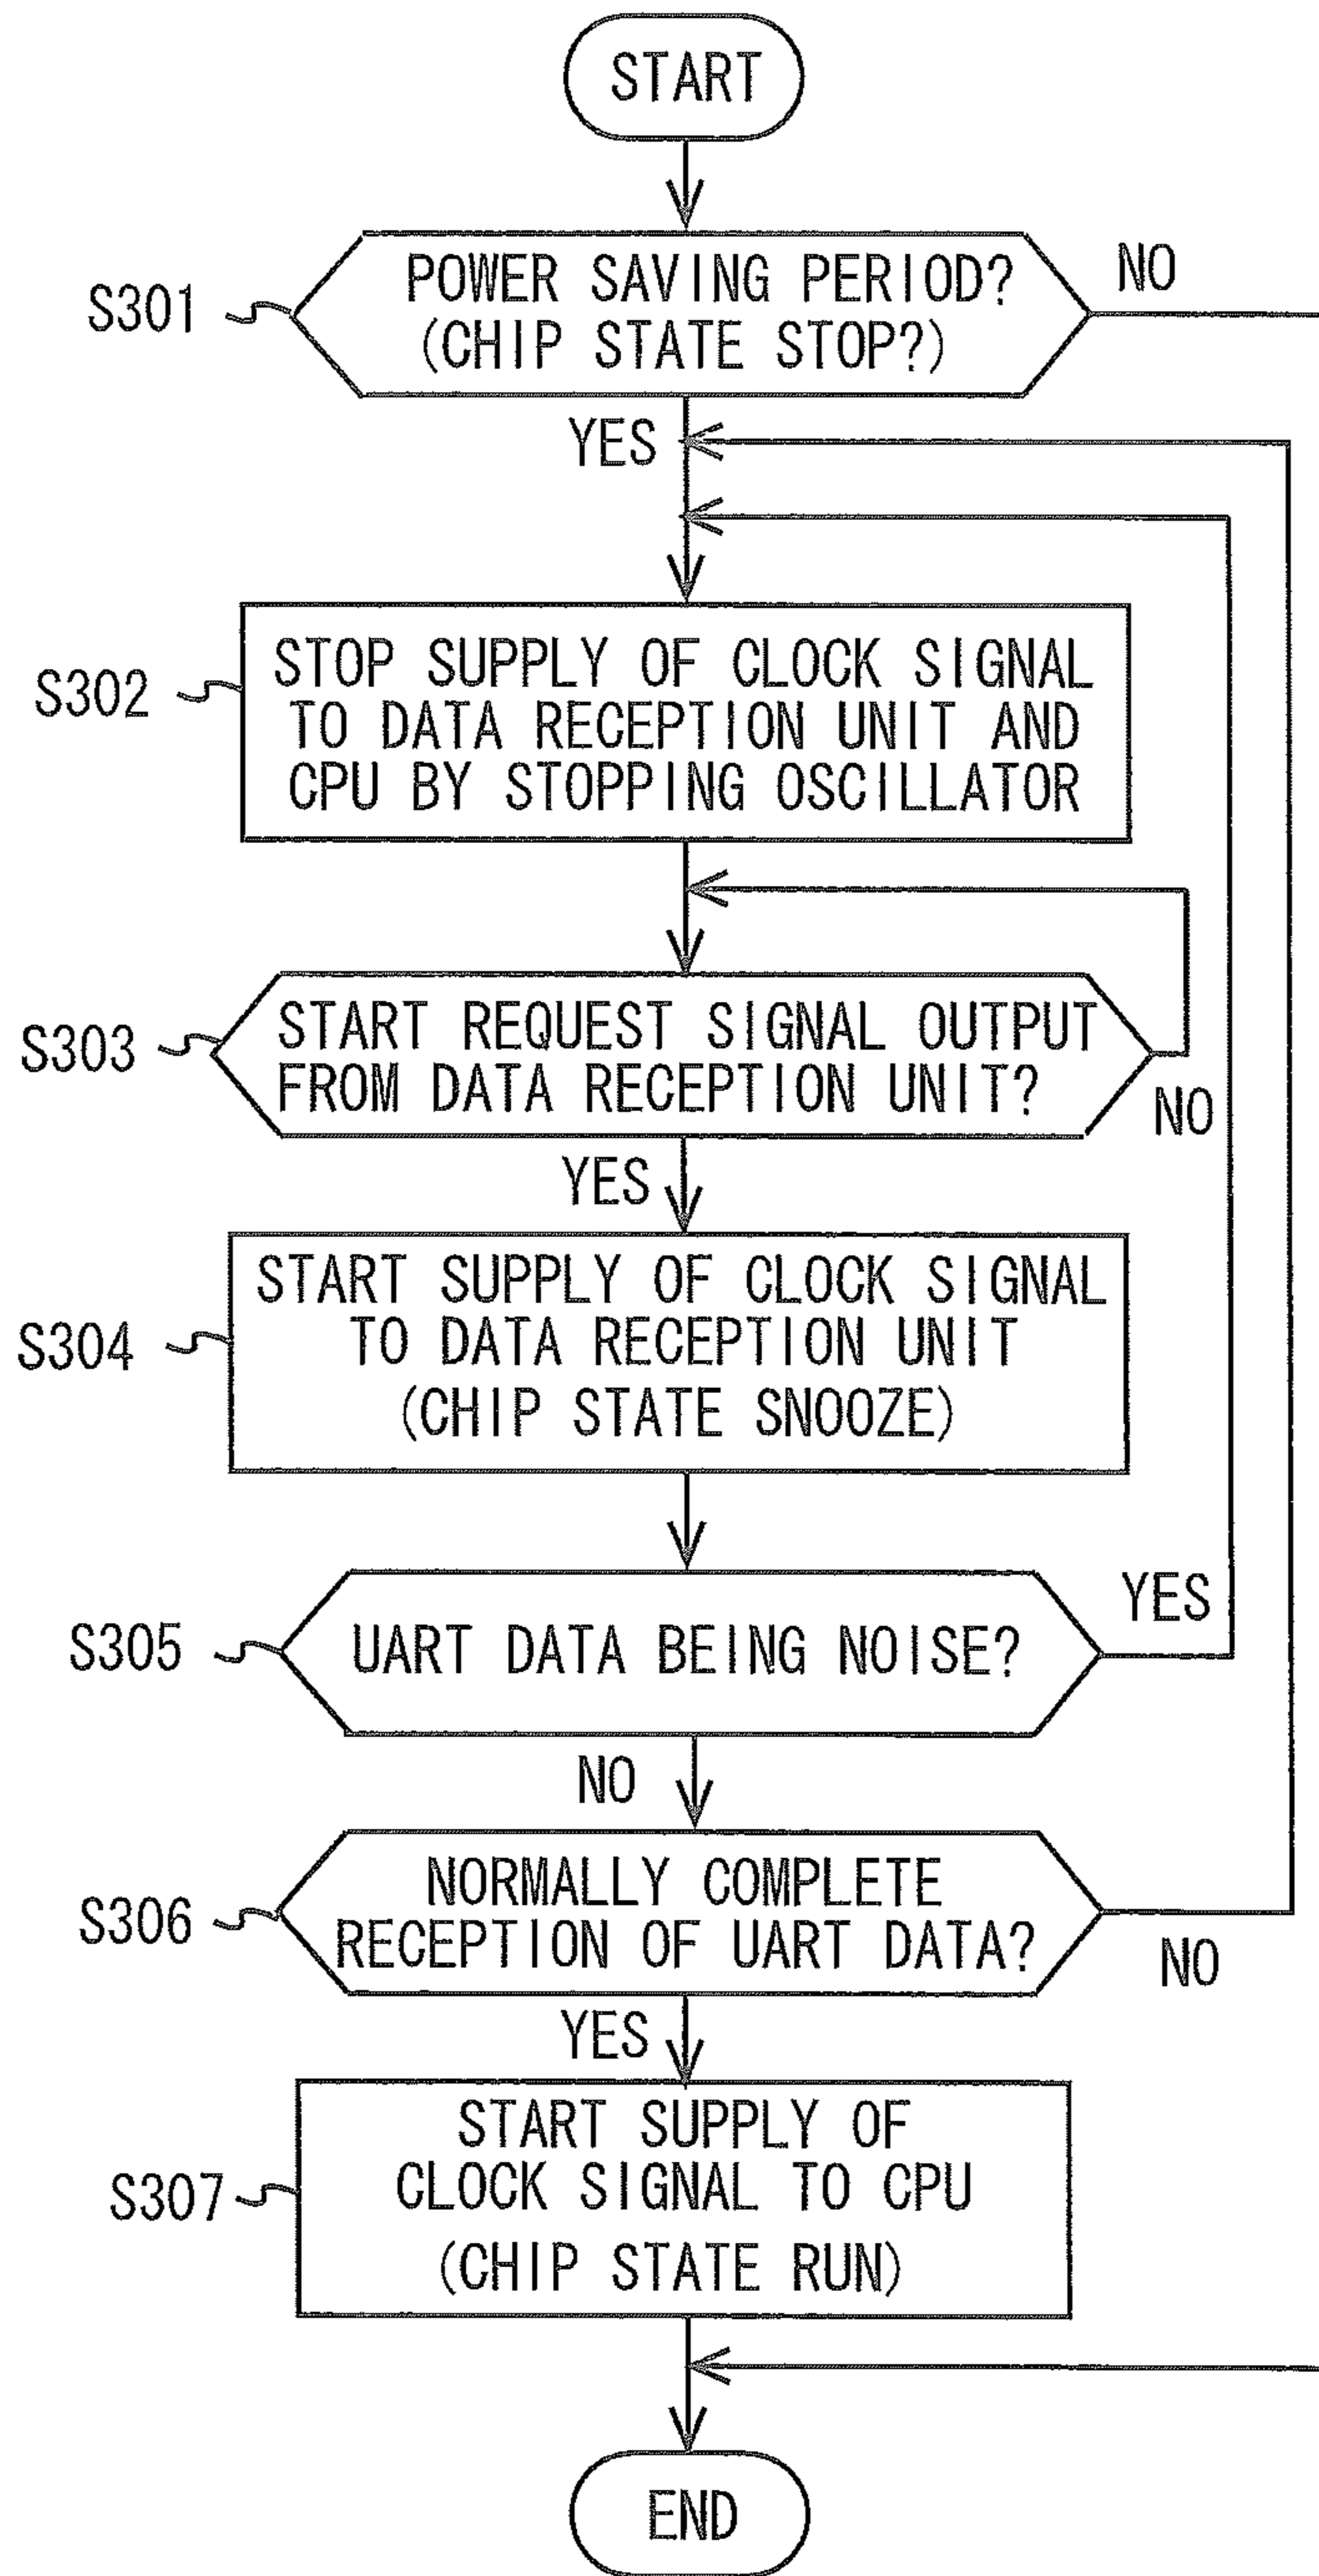 START
POWER SAVING PERIOD?
(CHIP STATE STOP?)
NO
S301
YES
STOP SUPPLY OF CLOCK SIGNAL
TO DATA RECEPTION UNIT AND
CPU BY STOPPING OSCILLATOR
S302
START REQUEST SIGNAL OUTPUT
FROM DATA RECEPTION UNIT?
S303
NO
YES
START SUPPLY OF CLOCK SIGNAL
TO DATA RECEPTION UNIT
(CHIP STATE SNOOZE)
S304
YES
UART DATA BEING NOISE?
S305
NO
NORMALLY COMPLETE
RECEPTION OF UART DATA?
S306
NO
YES
START SUPPLY OF
CLOCK SIGNAL TO CPU
(CHIP STATE RUN)
S307
END